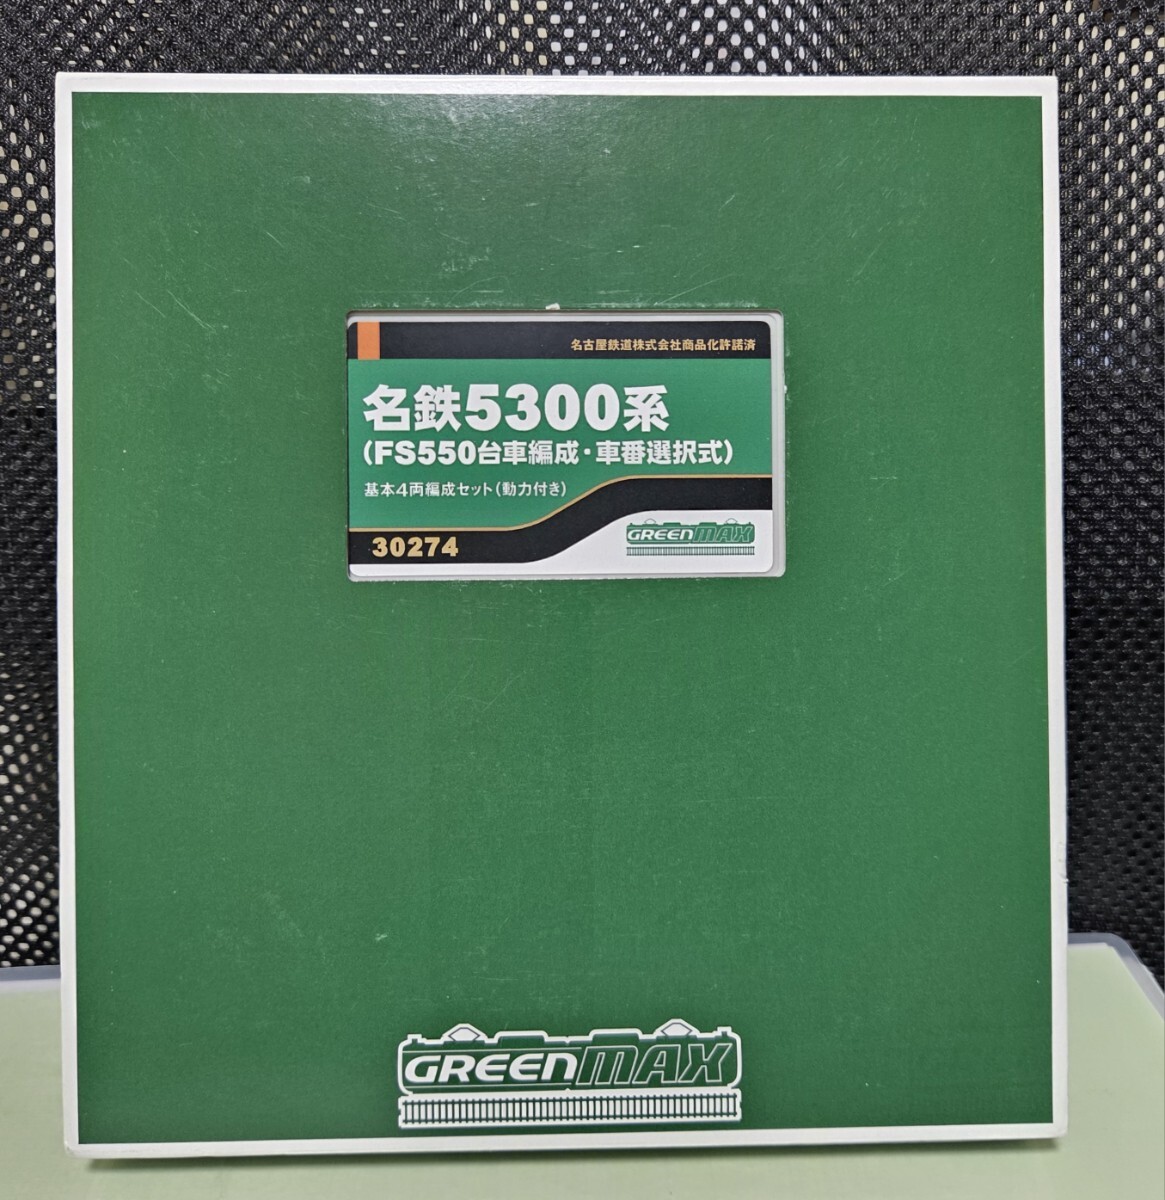 名古屋鉄道株式会社商品化許諾済
名鉄5300系
(FS550台車編成・車番選択式)
基本4両編成セット(動力付き)
30274
GREENMAX
GREENMAX